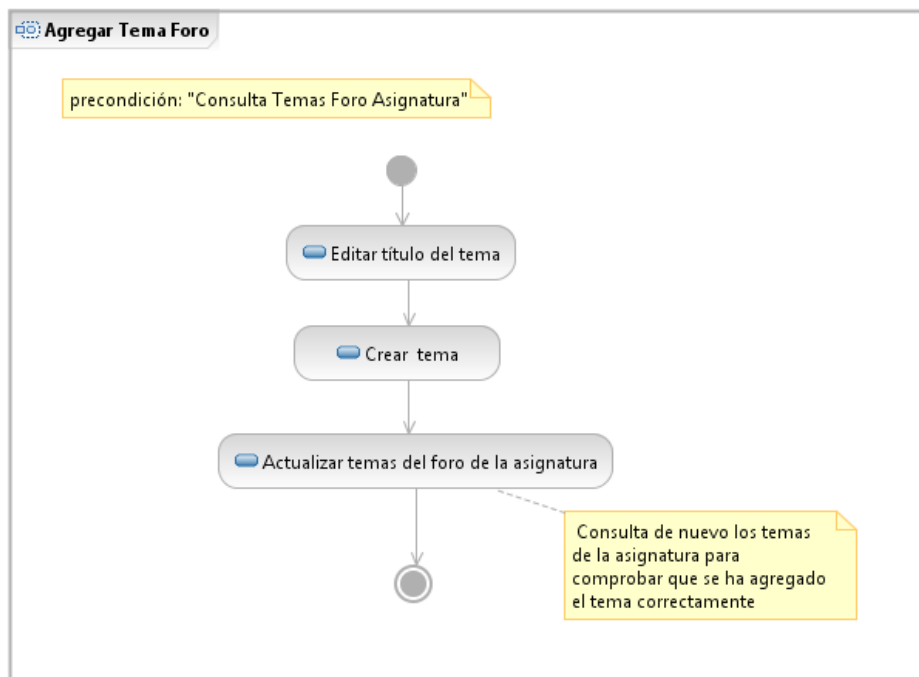 Agregar Tema Foro
precondición: "Consulta Temas Foro Asignatura"
Editar título del tema
Crear tema
Actualizar temas del foro de la asignatura
Consulta de nuevo los temas
de la asignatura para
comprobar que se ha agregado
el tema correctamente